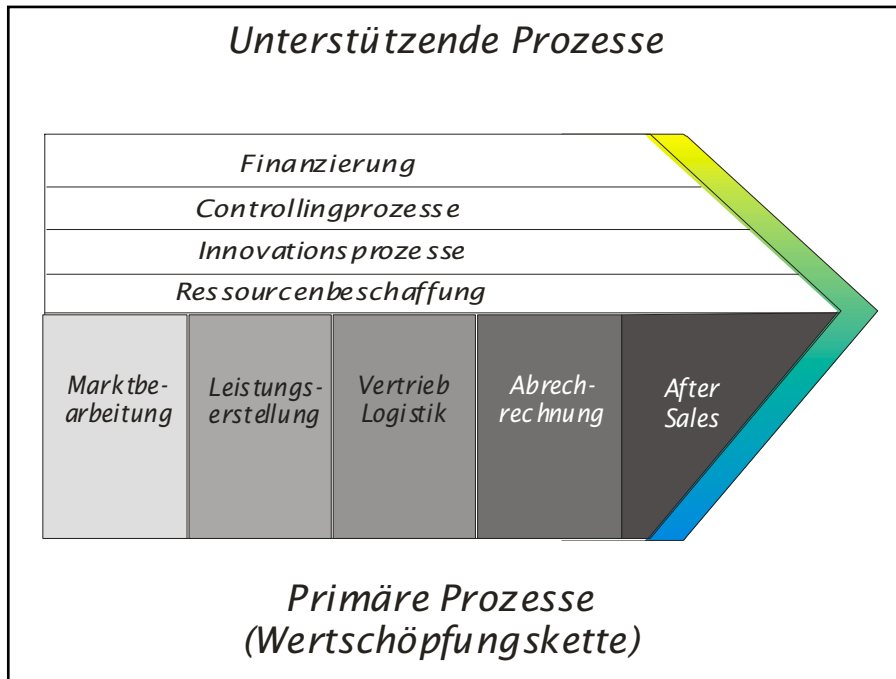 Unterstützende Prozesse
Finanzierung
Controllingprozesse
Innovationsprozesse
Ressourcenbeschaffung
Marktbe-
arbeitung
Leistungs-
erstellung
Vertrieb
Logistik
Abrech-
rechnung
After
Sales
Primäre Prozesse
(Wertschöpfungskette)